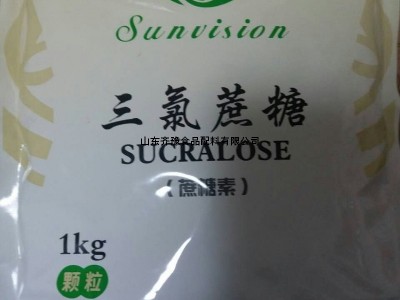 Sunvision
三氯蔗糖
山东齐隆食品配料有限公司
SUCRALOSE
(蔗糖素)
1kg
颗粒